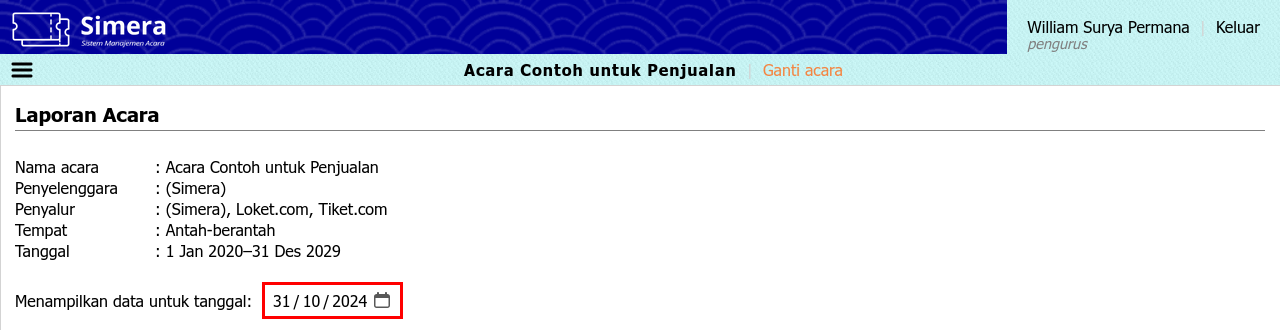 Simera
Sistem Manajemen Acara
William Surya Permana | Keluar
pengurus
Acara Contoh untuk Penjualan | Ganti acara
Laporan Acara
Nama acara : Acara Contoh untuk Penjualan
Penyelenggara : (Simera)
Penyalur : (Simera), Loket.com, Tiket.com
Tempat : Antah-berantah
Tanggal : 1 Jan 2020–31 Des 2029
Menampilkan data untuk tanggal: 31/10/2024